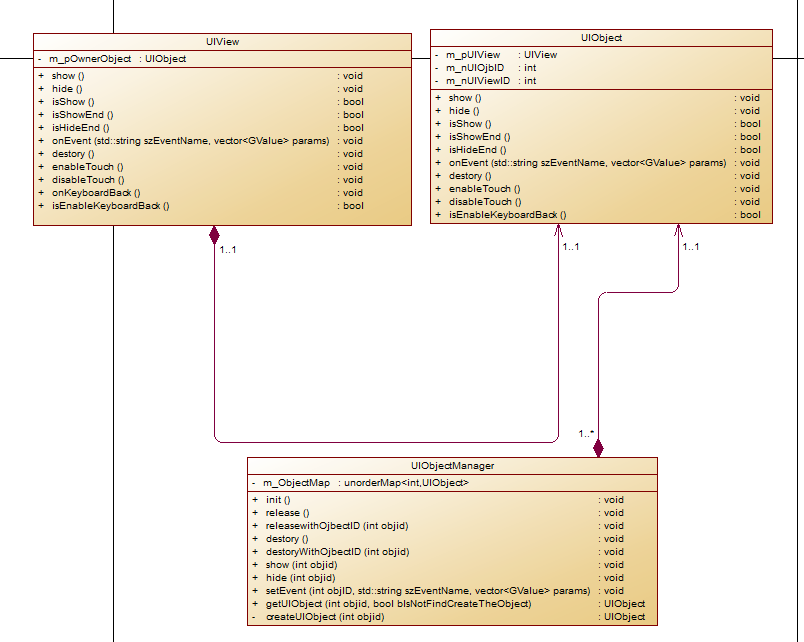 UIView
- m_pOwnerObject : UIObject
+ show () : void
+ hide () : void
+ isShow () : bool
+ isShowEnd () : bool
+ isHideEnd () : bool
+ onEvent (std::string szEventName, vector<GValue> params) : void
+ destory () : void
+ enableTouch () : void
+ disableTouch () : void
+ onKeyboardBack () : void
+ isEnableKeyboardBack () : bool
UIObject
- m_pUIView : UIView
- m_nUIOjbID : int
- m_nUIViewID : int
+ show () : void
+ hide () : void
+ isShow () : bool
+ isShowEnd () : bool
+ isHideEnd () : bool
+ onEvent (std::string szEventName, vector<GValue> params) : void
+ destory () : void
+ enableTouch () : void
+ disableTouch () : void
+ isEnableKeyboardBack () : bool
1..1
1..1
1..1
1..*
UIObjectManager
- m_ObjectMap : unorderMap<int,UIObject>
+ init () : void
+ release () : void
+ releasewithOjbectID (int objid) : void
+ destory () : void
+ destoryWithOjbectID (int objid) : void
+ show (int objid) : void
+ hide (int objid) : void
+ setEvent (int objID, std::string szEventName, vector<GValue> params) : void
+ getUIObject (int objid, bool bIsNotFindCreateTheObject) : UIObject
- createUIObject (int objid) : UIObject